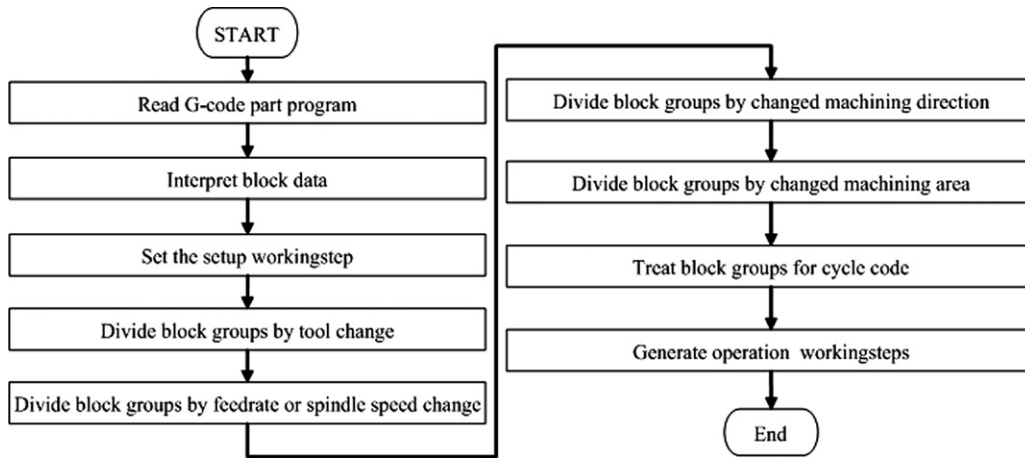 START
Read G-code part program
Interpret block data
Set the setup workingstep
Divide block groups by tool change
Divide block groups by feedrate or spindle speed change
Divide block groups by changed machining direction
Divide block groups by changed machining area
Treat block groups for cycle code
Generate operation workingsteps
End